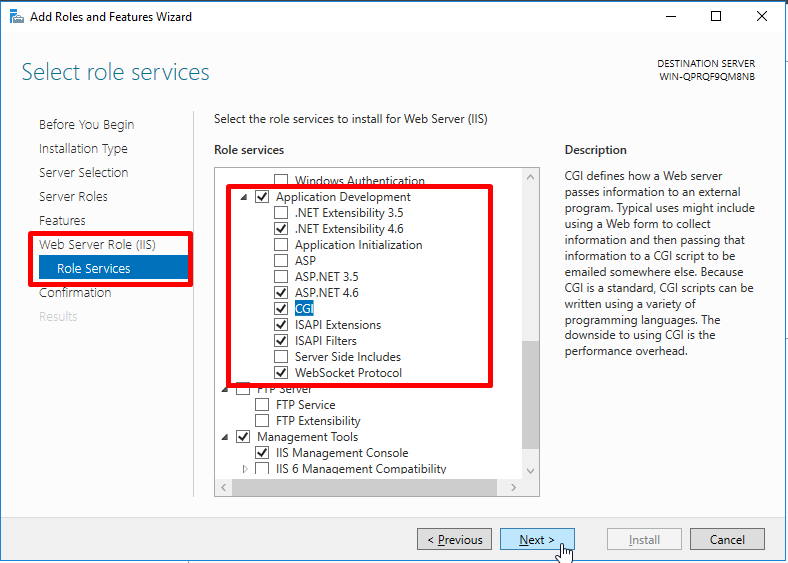 Add Roles and Features Wizard
Select role services
DESTINATION SERVER
WIN-QPRQF9QM8NB
Before You Begin
Installation Type
Server Selection
Server Roles
Features
Web Server Role (IIS)
Role Services
Confirmation
Results
Select the role services to install for Web Server (IIS)
Role services
Windows Authentication
Application Development
.NET Extensibility 3.5
.NET Extensibility 4.6
Application Initialization
ASP
ASP.NET 3.5
ASP.NET 4.6
CGI
ISAPI Extensions
ISAPI Filters
Server Side Includes
WebSocket Protocol
FTP Server
FTP Service
FTP Extensibility
Management Tools
IIS Management Console
IIS 6 Management Compatibility
Description
CGI defines how a Web server
passes information to an external
program. Typical uses might include
using a Web form to collect
information and then passing that
information to a CGI script to be
emailed somewhere else. Because
CGI is a standard, CGI scripts can be
written using a variety of
programming languages. The
downside to using CGI is the
performance overhead.
< Previous
Next >
Install
Cancel